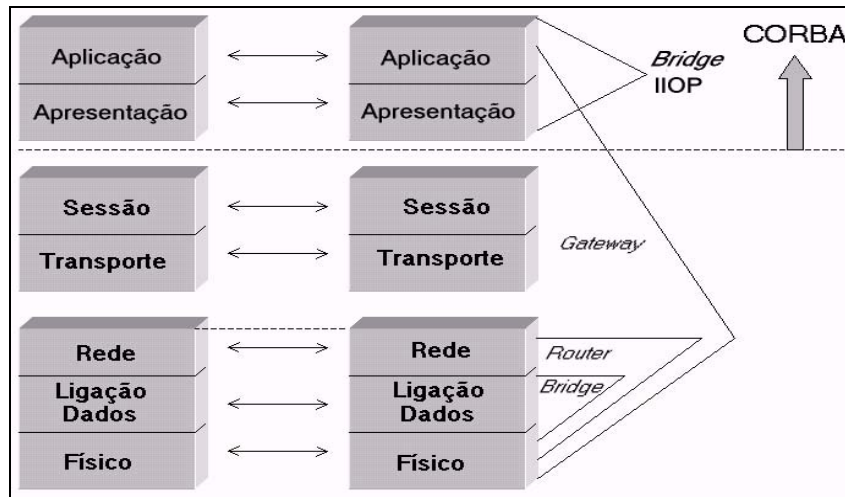 Aplicação
Aplicação
Bridge
IIOP
CORBA
Apresentação
Apresentação
Sessão
Sessão
Transporte
Transporte
Gateway
Rede
Rede
Router
Ligação
Dados
Ligação
Dados
Bridge
Físico
Físico